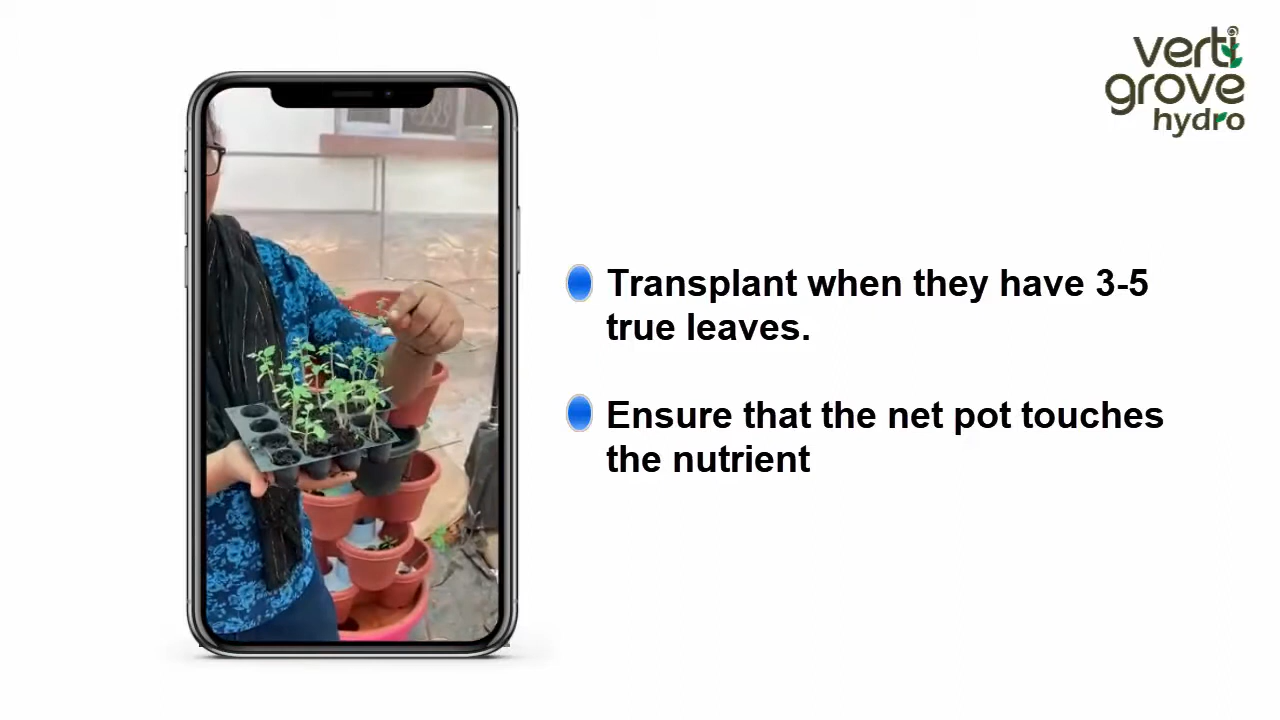 verti
grove
hydro
Transplant when they have 3-5
true leaves.
Ensure that the net pot touches
the nutrient